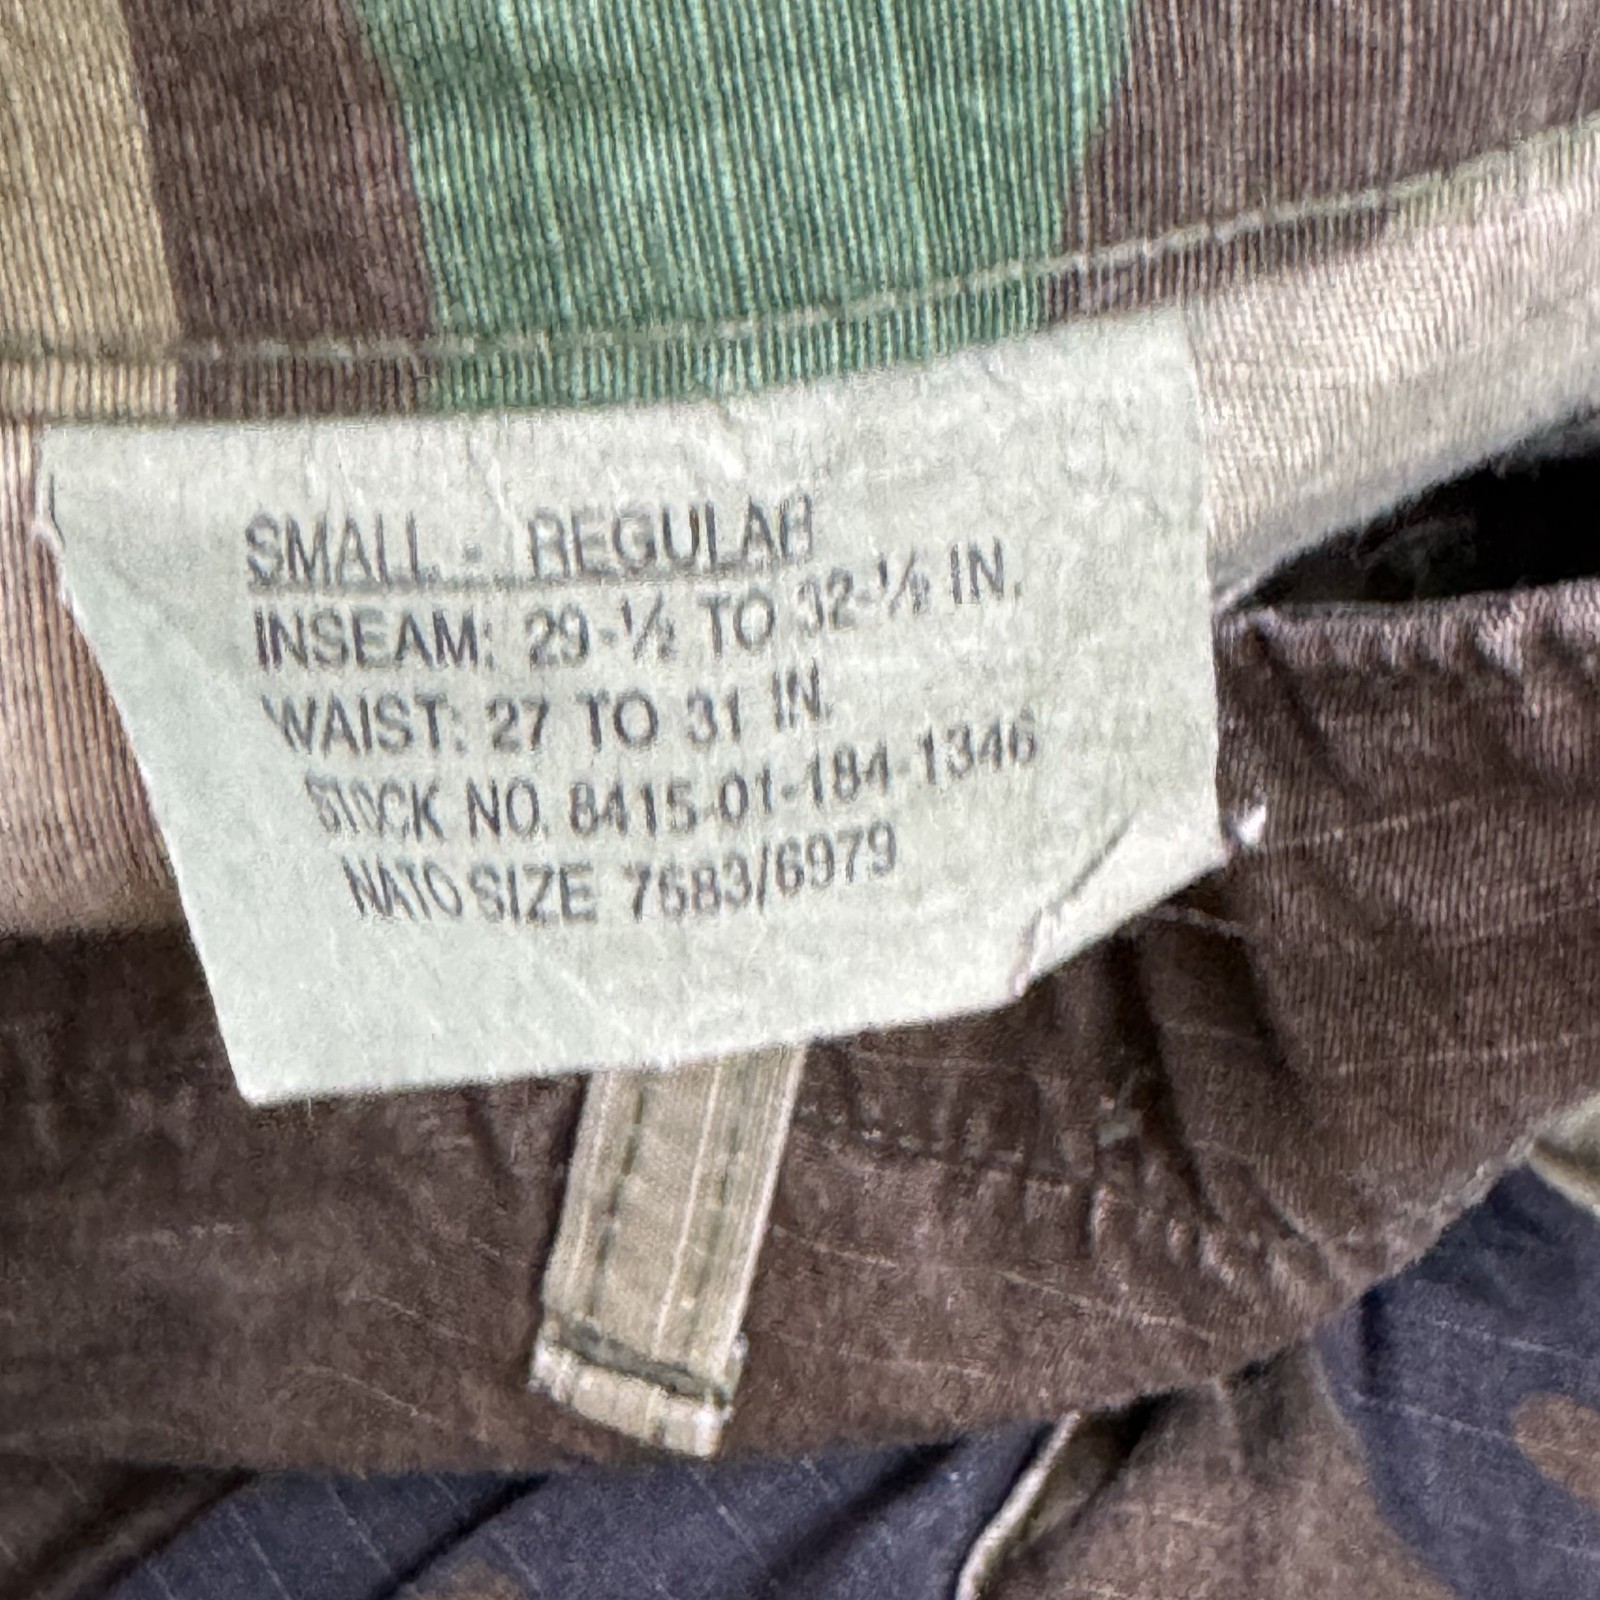 SMALL - REGULAR
INSEAM: 29-½ TO 32-½ IN.
WAIST: 27 TO 31 IN.
STOCK NO. 8415-01-184-1346
NATO SIZE 7683/6979